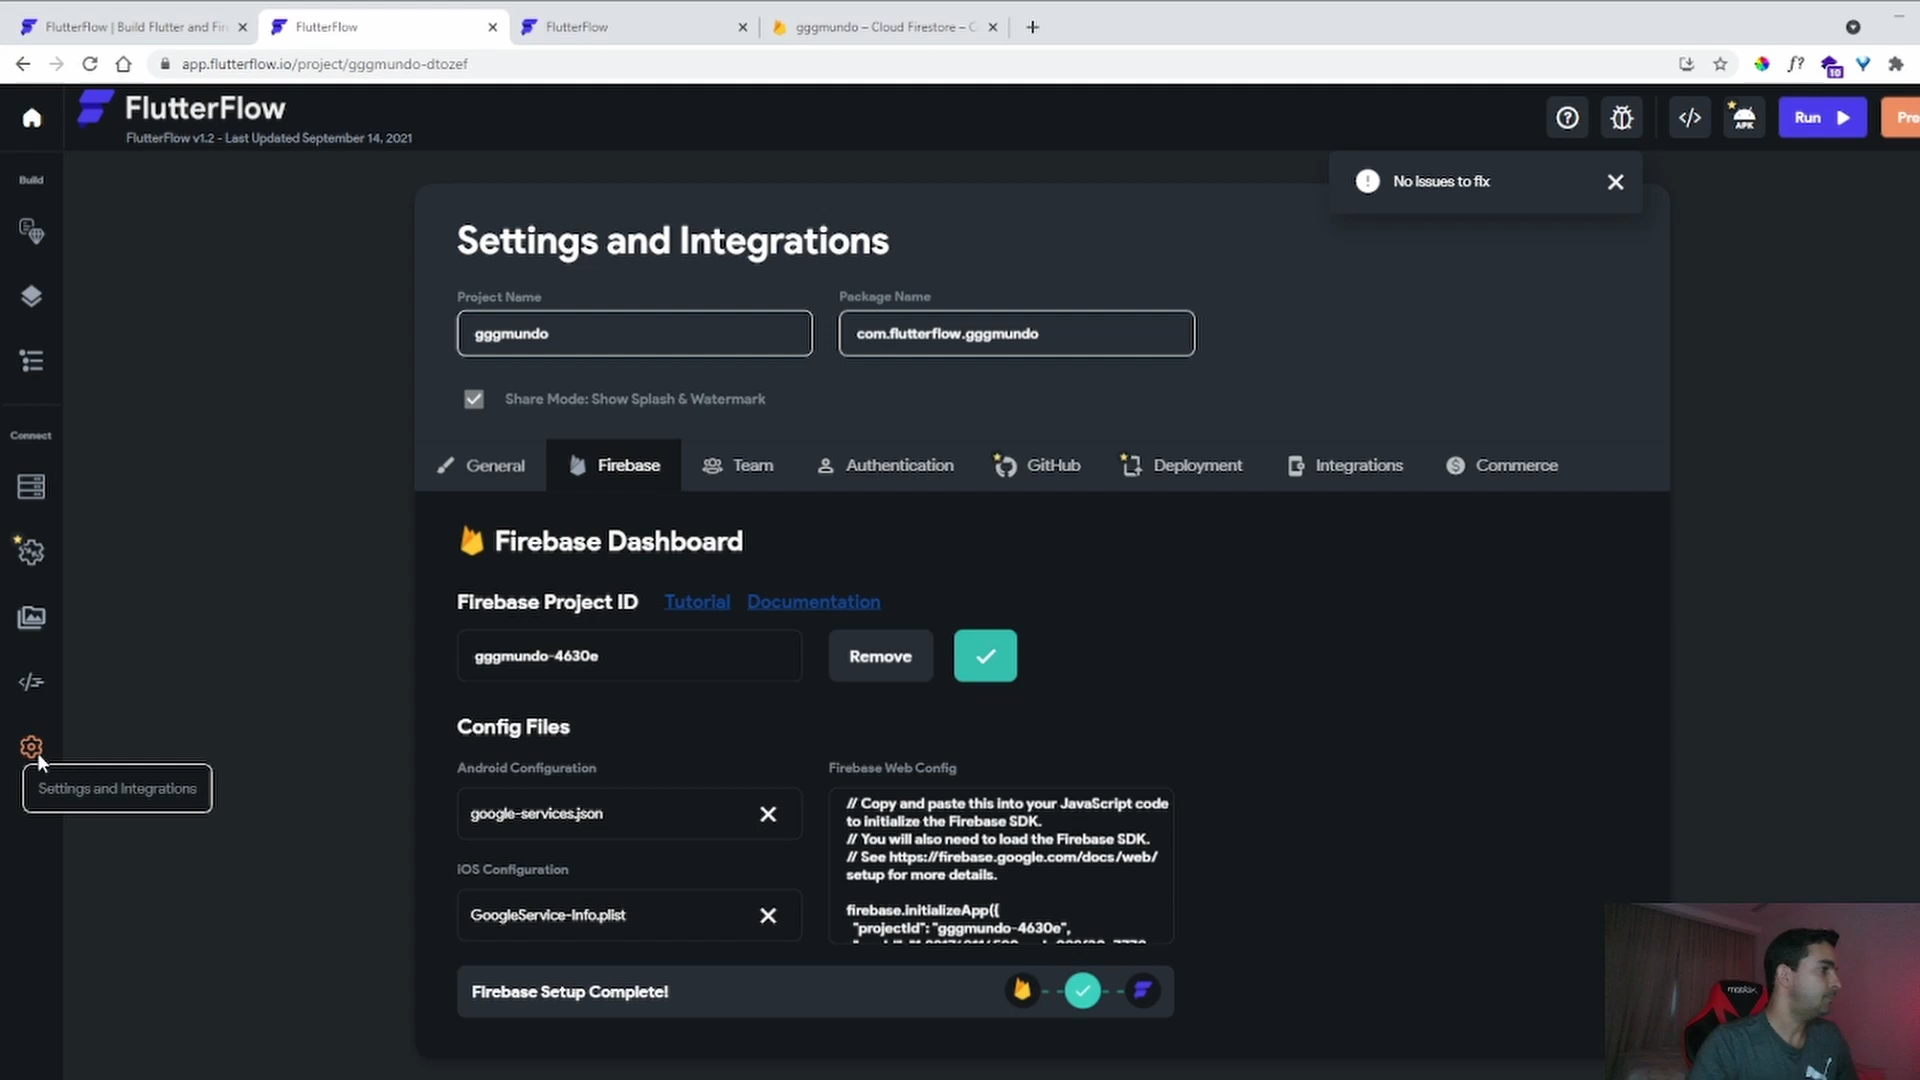 FlutterFlow | Build Flutter and Fir
FlutterFlow
FlutterFlow
gggmundo – Cloud Firestore – C
app.flutterflow.io/project/gggmundo-dtozef
f?
10
FlutterFlow
FlutterFlow v1.2 - Last Updated September 14, 2021
APK
Run
Pre
Build
No issues to fix
Settings and Integrations
Project Name
Package Name
gggmundo
com.flutterflow.gggmundo
Share Mode: Show Splash & Watermark
Connect
General
Firebase
Team
Authentication
GitHub
Deployment
Integrations
Commerce
Firebase Dashboard
Firebase Project ID
Tutorial
Documentation
gggmundo-4630e
Remove
Config Files
Android Configuration
Firebase Web Config
google-services.json
// Copy and paste this into your JavaScript code
to initialize the Firebase SDK.
// You will also need to load the Firebase SDK.
// See https://firebase.google.com/docs/web/
setup for more details.
firebase.initializeApp({
"projectId": "gggmundo-4630e",
iOS Configuration
GoogleService-Info.plist
Settings and Integrations
Firebase Setup Complete!